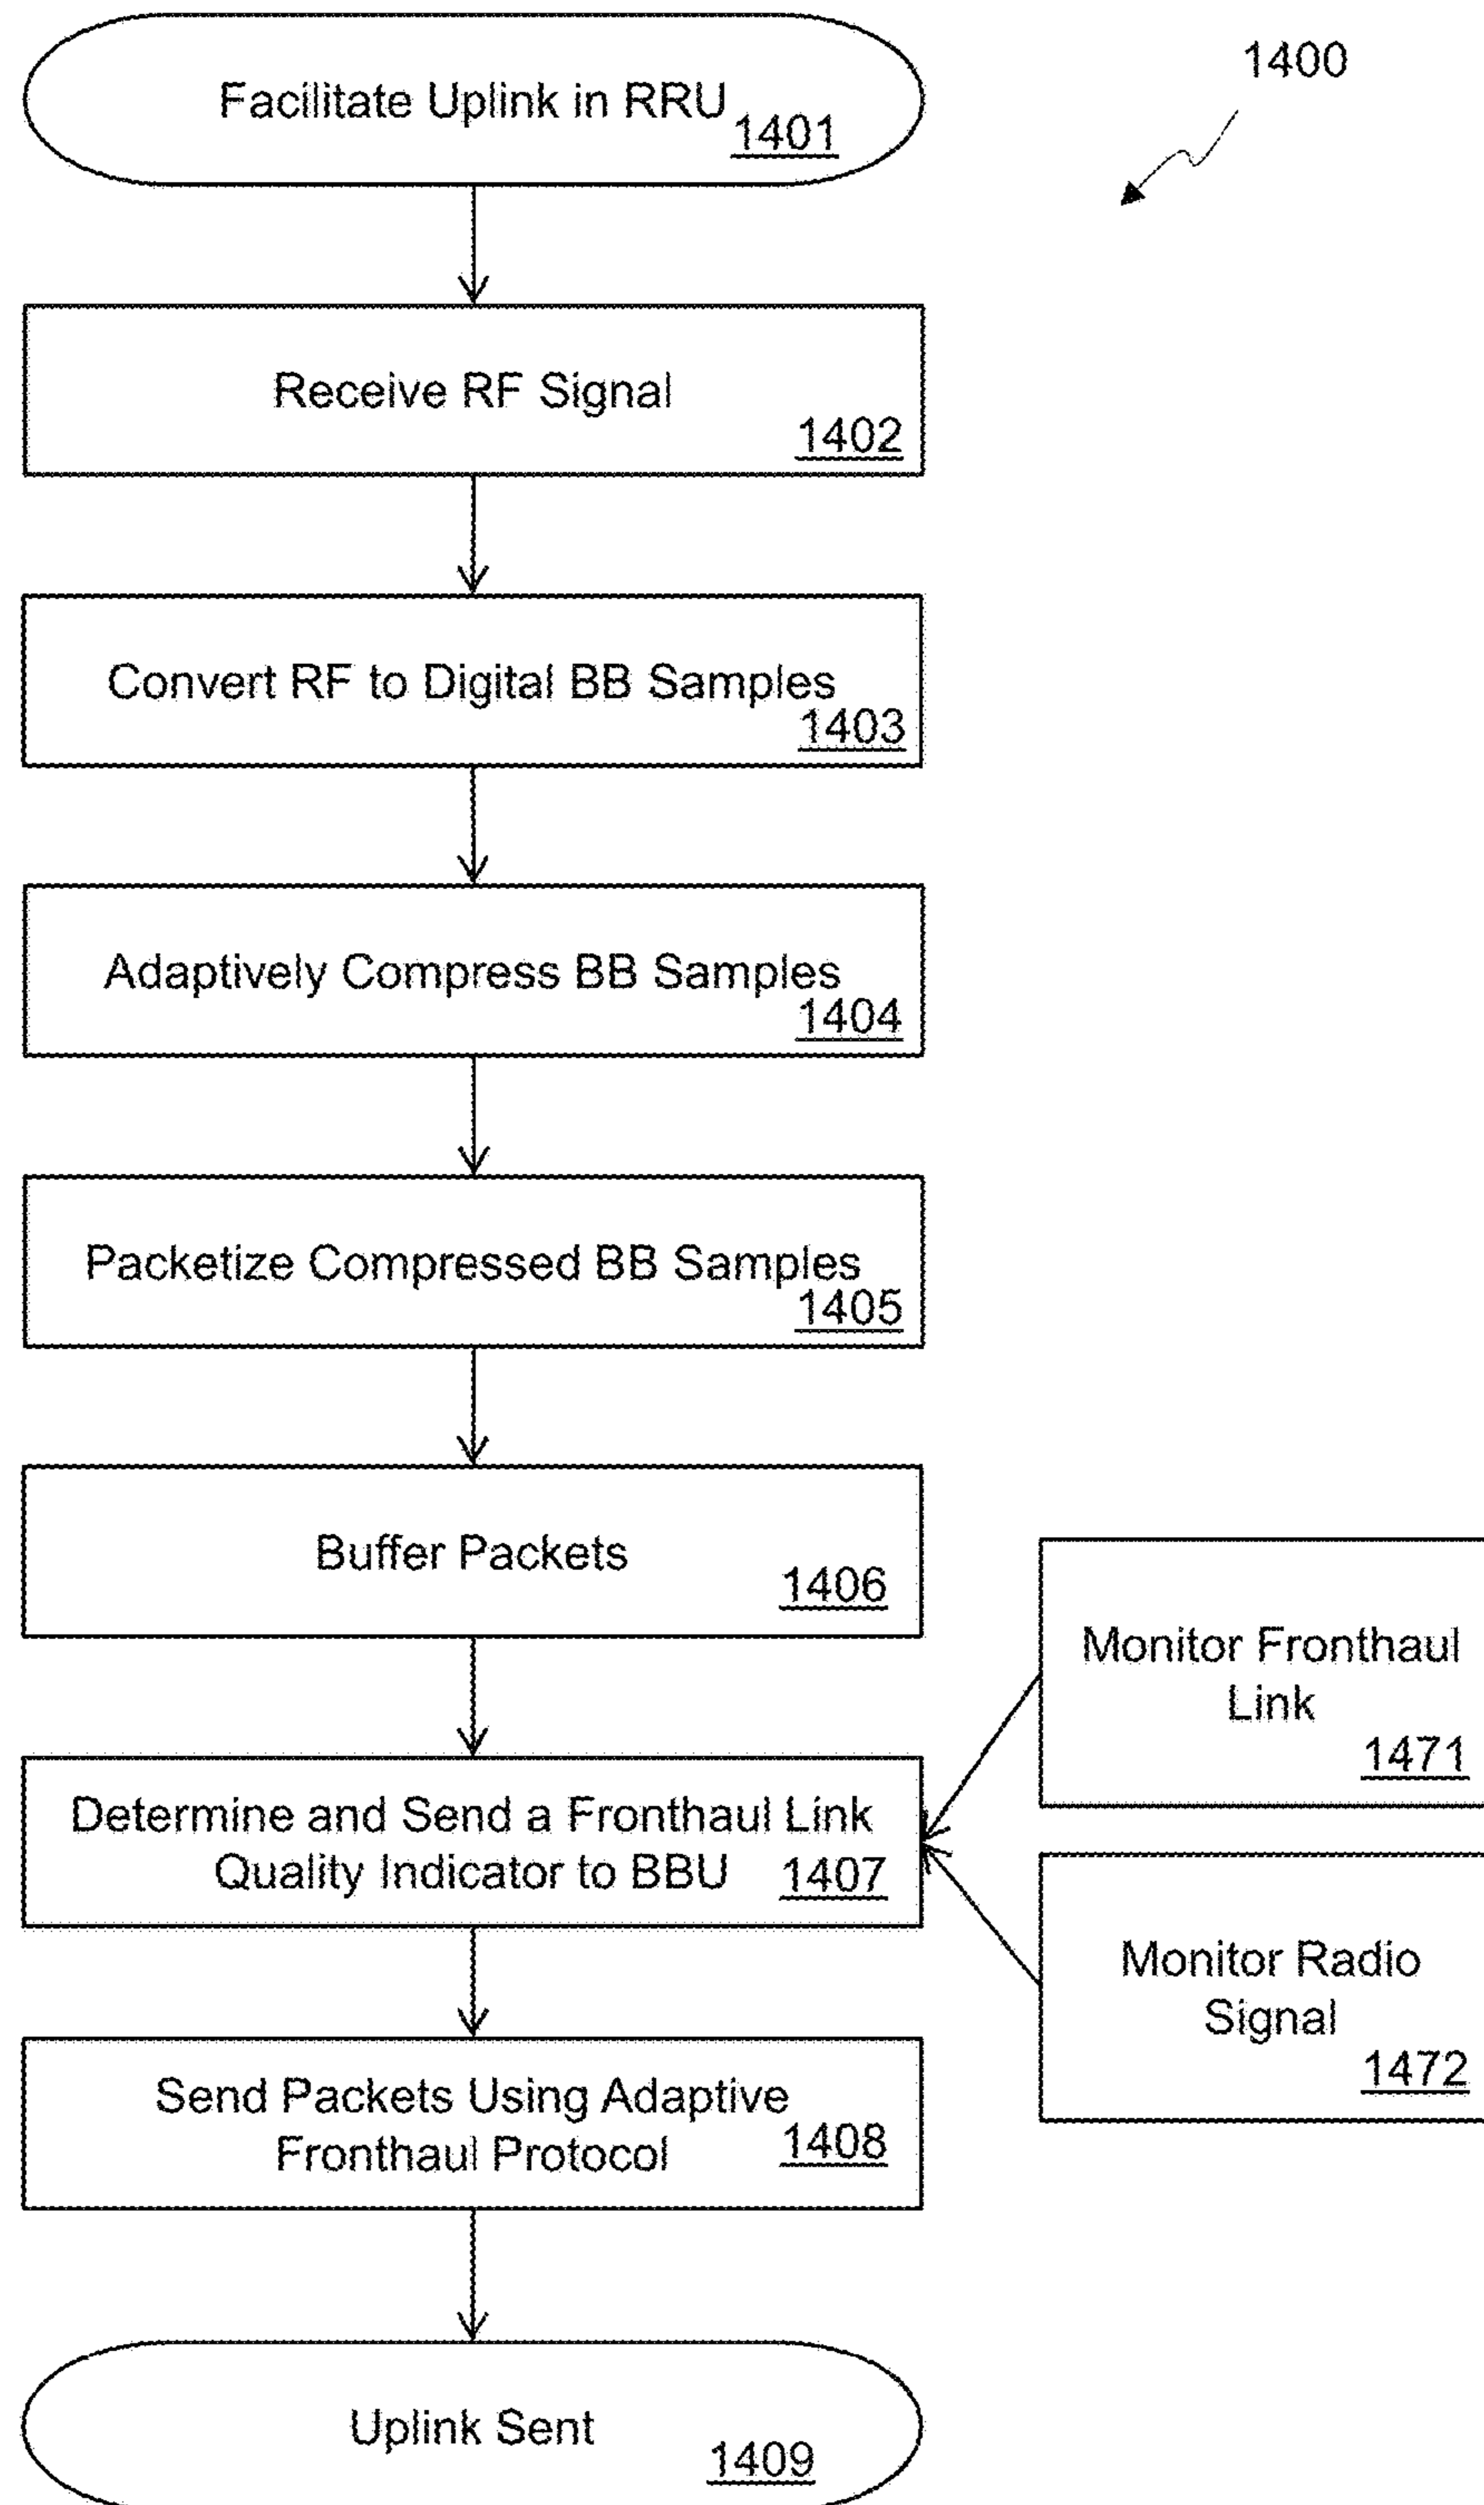 1400
Facilitate Uplink in RRU
1401
Receive RF Signal
1402
Convert RF to Digital BB Samples
1403
Adaptively Compress BB Samples
1404
Packetize Compressed BB Samples
1405
Buffer Packets
1406
Monitor Fronthaul
Link
1471
Determine and Send a Fronthaul Link
Quality Indicator to BBU 1407
Monitor Radio
Signal
1472
Send Packets Using Adaptive
Fronthaul Protocol 1408
Uplink Sent
1409